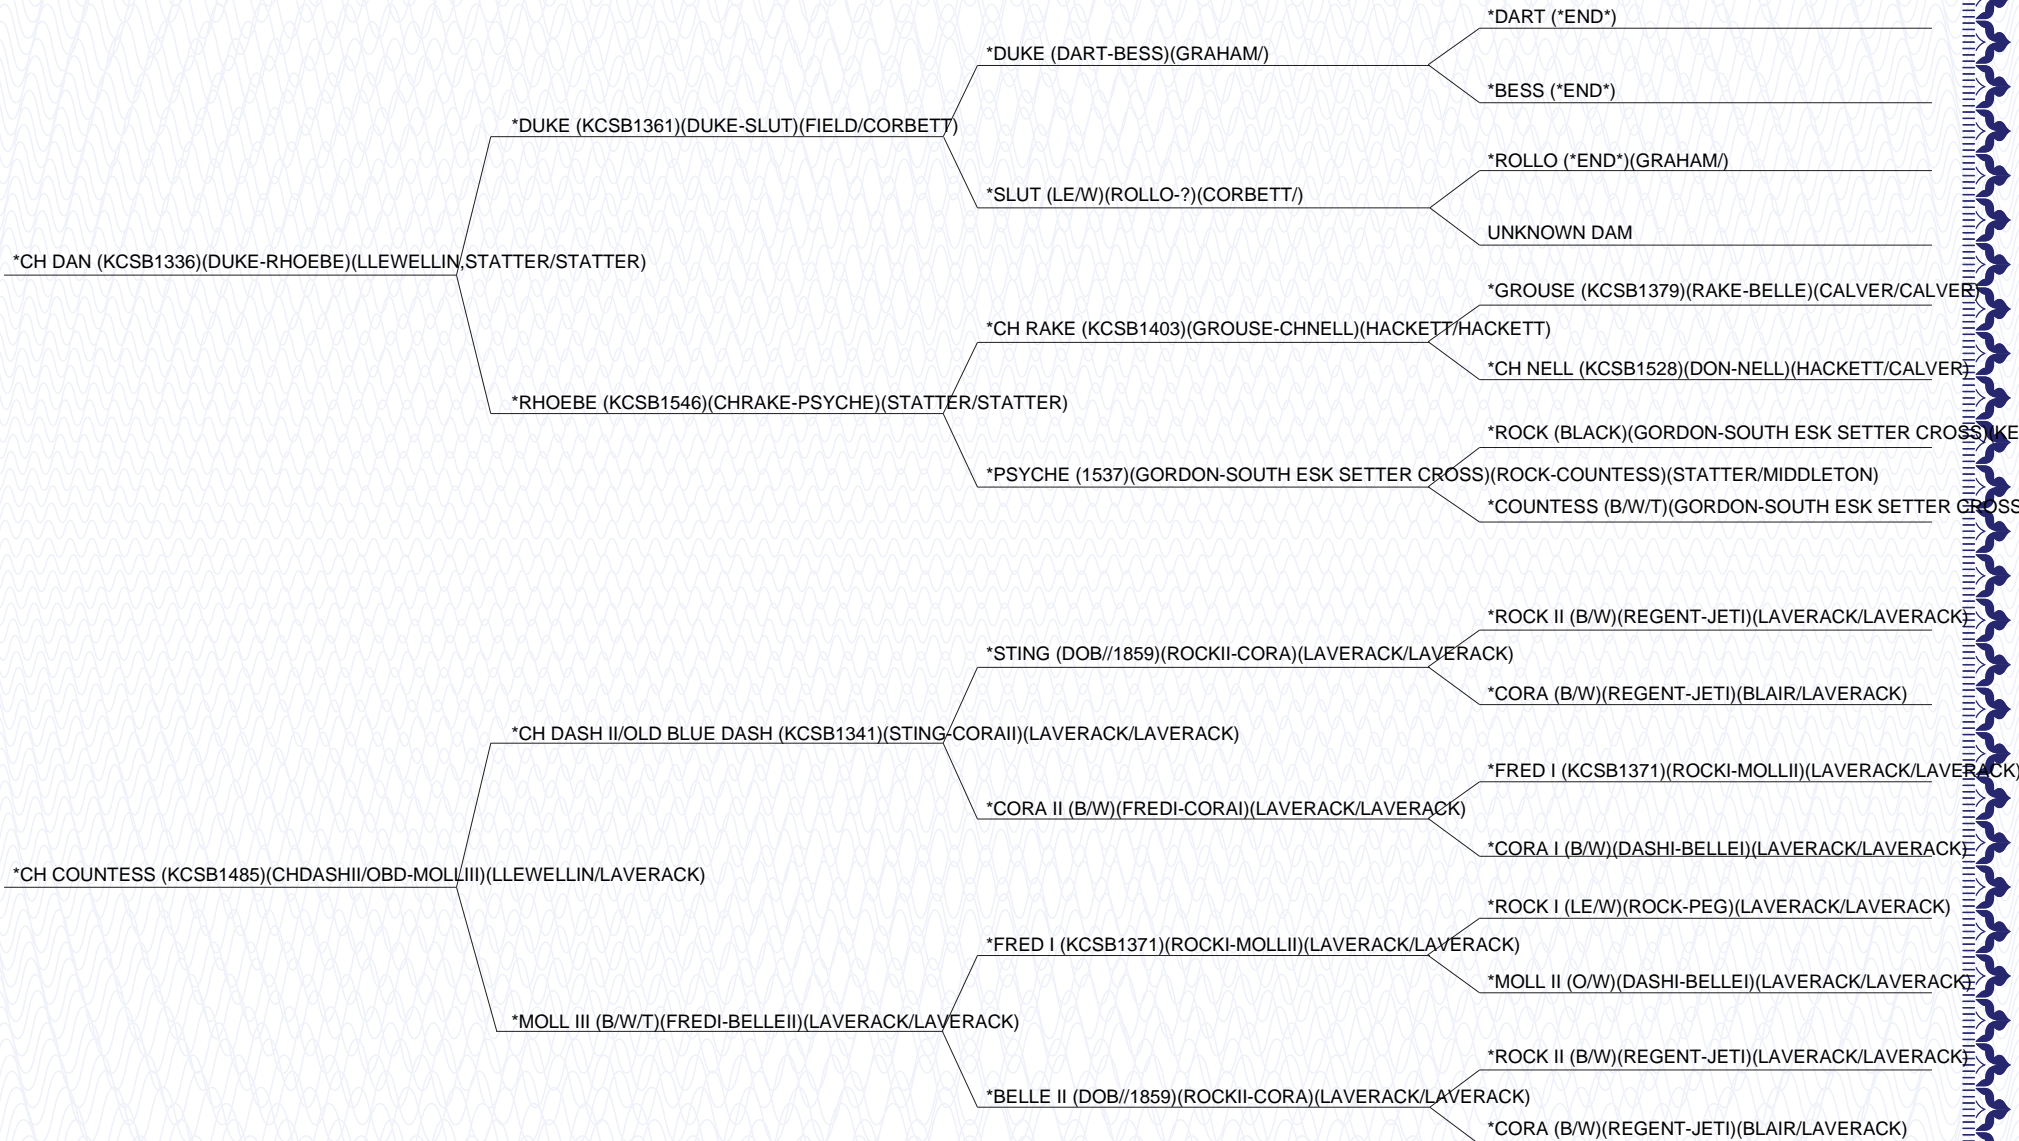 *DART (*END*)
*DUKE (DART-BESS)(GRAHAM/)
*BESS (*END*)
*DUKE (KCSB1361)(DUKE-SLUT)(FIELD/CORBETT)
*ROLLO (*END*)(GRAHAM/)
*SLUT (LE/W)(ROLLO-?)(CORBETT/)
UNKNOWN DAM
*CH DAN (KCSB1336)(DUKE-RHOEBE)(LLEWELLIN,STATTER/STATTER)
*GROUSE (KCSB1379)(RAKE-BELLE)(CALVER/CALVER)
*CH RAKE (KCSB1403)(GROUSE-CHNELL)(HACKETT/HACKETT)
*CH NELL (KCSB1528)(DON-NELL)(HACKETT/CALVER)
*RHOEBE (KCSB1546)(CHRAKE-PSYCHE)(STATTER/STATTER)
*ROCK (BLACK)(GORDON-SOUTH ESK SETTER CROSS)(KE
*PSYCHE (1537)(GORDON-SOUTH ESK SETTER CROSS)(ROCK-COUNTESS)(STATTER/MIDDLETON)
*COUNTESS (B/W/T)(GORDON-SOUTH ESK SETTER CROSS
*ROCK II (B/W)(REGENT-JETI)(LAVERACK/LAVERACK)
*STING (DOB//1859)(ROCKII-CORA)(LAVERACK/LAVERACK)
*CORA (B/W)(REGENT-JETI)(BLAIR/LAVERACK)
*CH DASH II/OLD BLUE DASH (KCSB1341)(STING-CORAII)(LAVERACK/LAVERACK)
*FRED I (KCSB1371)(ROCKI-MOLLII)(LAVERACK/LAVERACK)
*CORA II (B/W)(FREDI-CORAI)(LAVERACK/LAVERACK)
*CORA I (B/W)(DASHI-BELLEI)(LAVERACK/LAVERACK)
*CH COUNTESS (KCSB1485)(CHDASHII/OBD-MOLLIII)(LLEWELLIN/LAVERACK)
*ROCK I (LE/W)(ROCK-PEG)(LAVERACK/LAVERACK)
*FRED I (KCSB1371)(ROCKI-MOLLII)(LAVERACK/LAVERACK)
*MOLL II (O/W)(DASHI-BELLEI)(LAVERACK/LAVERACK)
*MOLL III (B/W/T)(FREDI-BELLEII)(LAVERACK/LAVERACK)
*ROCK II (B/W)(REGENT-JETI)(LAVERACK/LAVERACK)
*BELLE II (DOB//1859)(ROCKII-CORA)(LAVERACK/LAVERACK)
*CORA (B/W)(REGENT-JETI)(BLAIR/LAVERACK)